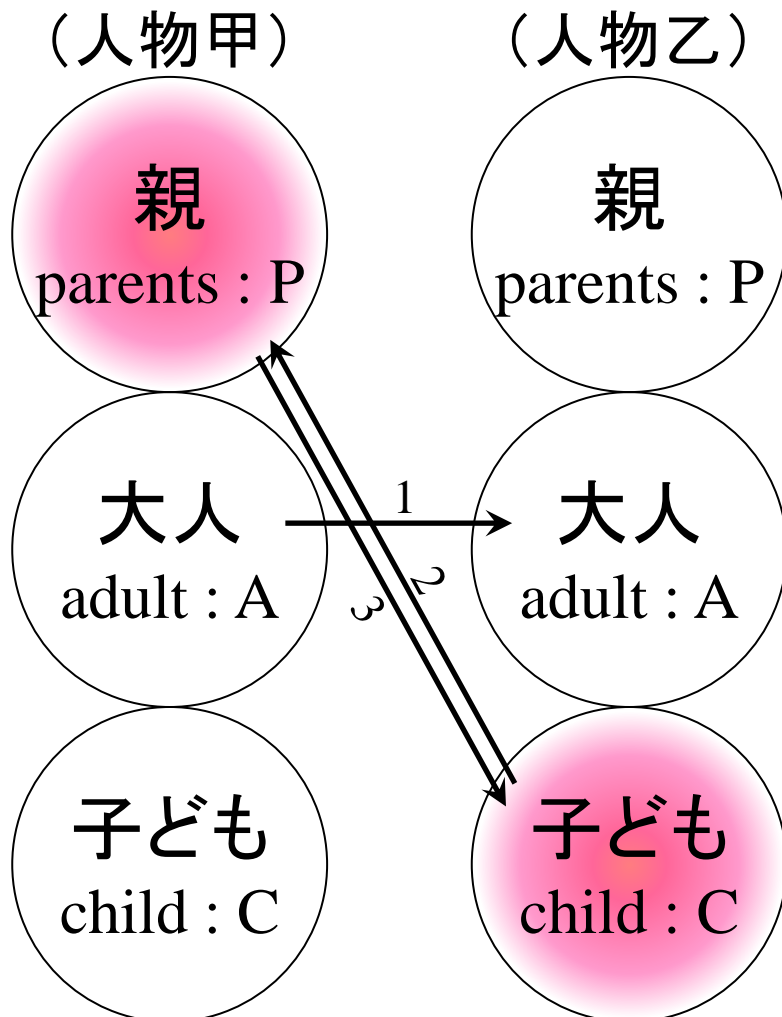 （人物甲）
（人物乙）
親
parents : P
親
parents : P
大人
adult : A
1
大人
adult : A
2
3
子ども
child : C
子ども
child : C